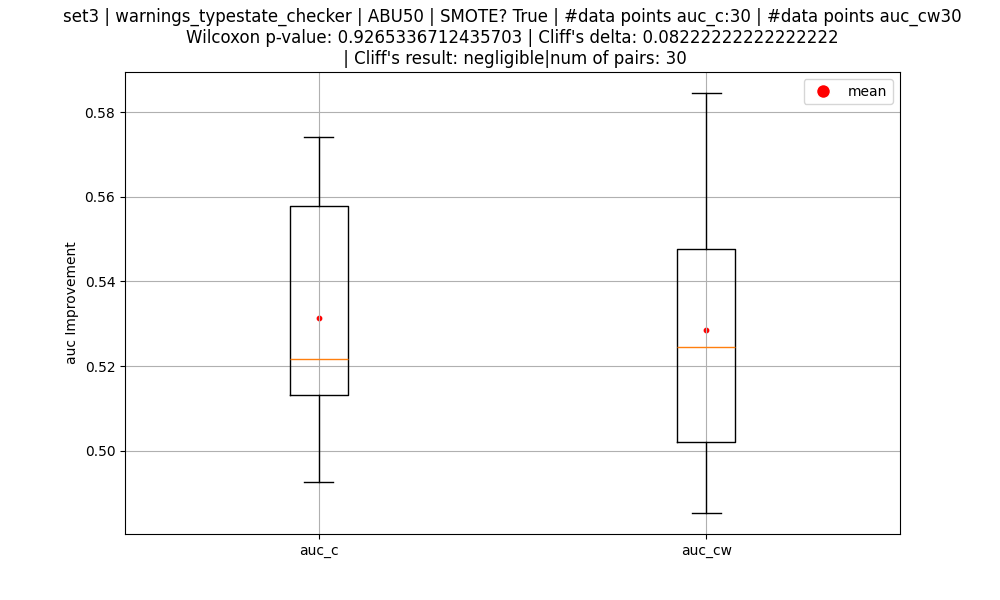 set3 | warnings_typestate_checker | ABU50 | SMOTE? True | #data points auc_c:30 | #data points auc_cw30
Wilcoxon p-value: 0.9265336712435703 | Cliff's delta: 0.08222222222222222
| Cliff's result: negligible|num of pairs: 30
mean
0.58
0.56
0.54
0.52
0.50
auc Improvement
auc_c
auc_cw